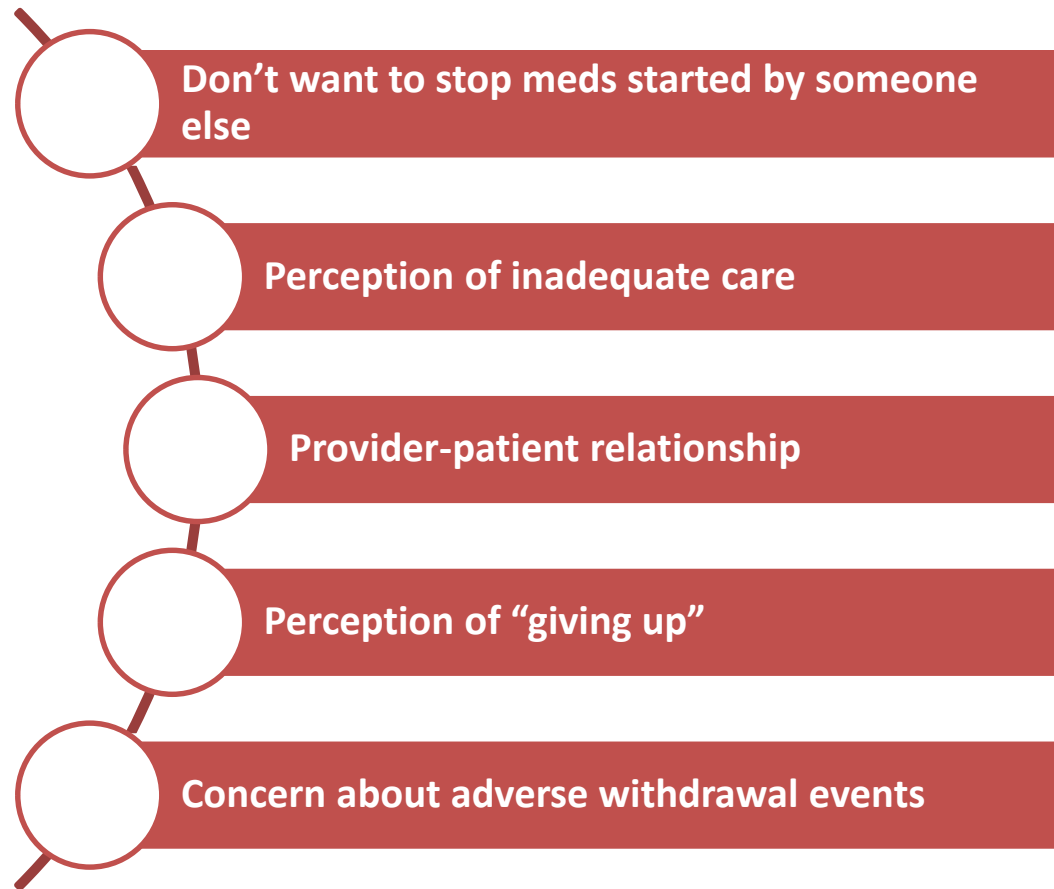 Don’t want to stop meds started by someone
else
Perception of inadequate care
Provider-patient relationship
Perception of “giving up”
Concern about adverse withdrawal events